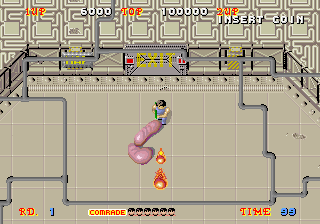 1UP 5000 TOP 100000 2UP
INSERT COIN
EXIT
RD. 1 COMRADE TIME 99